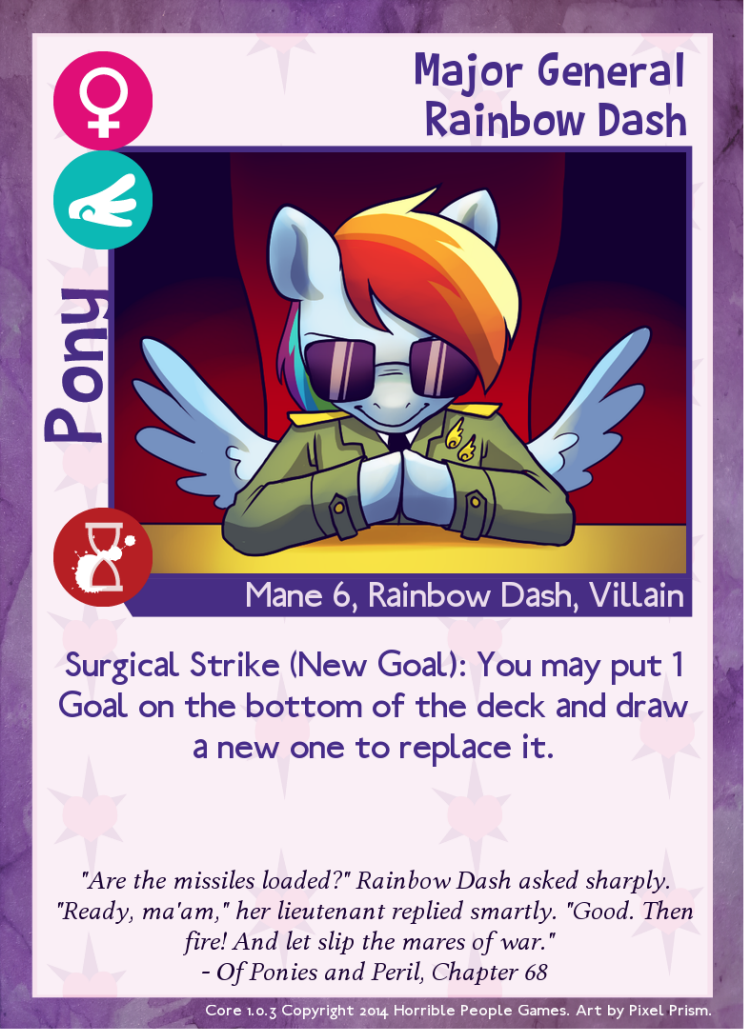 Major General
Rainbow Dash
Pony
Mane 6, Rainbow Dash, Villain
Surgical Strike (New Goal): You may put 1
Goal on the bottom of the deck and draw
a new one to replace it.
"Are the missiles loaded?" Rainbow Dash asked sharply.
"Ready, ma'am," her lieutenant replied smartly. "Good. Then
fire! And let slip the mares of war."
- Of Ponies and Peril, Chapter 68
Core 1.0.3 Copyright 2014 Horrible People Games. Art by Pixel Prism.